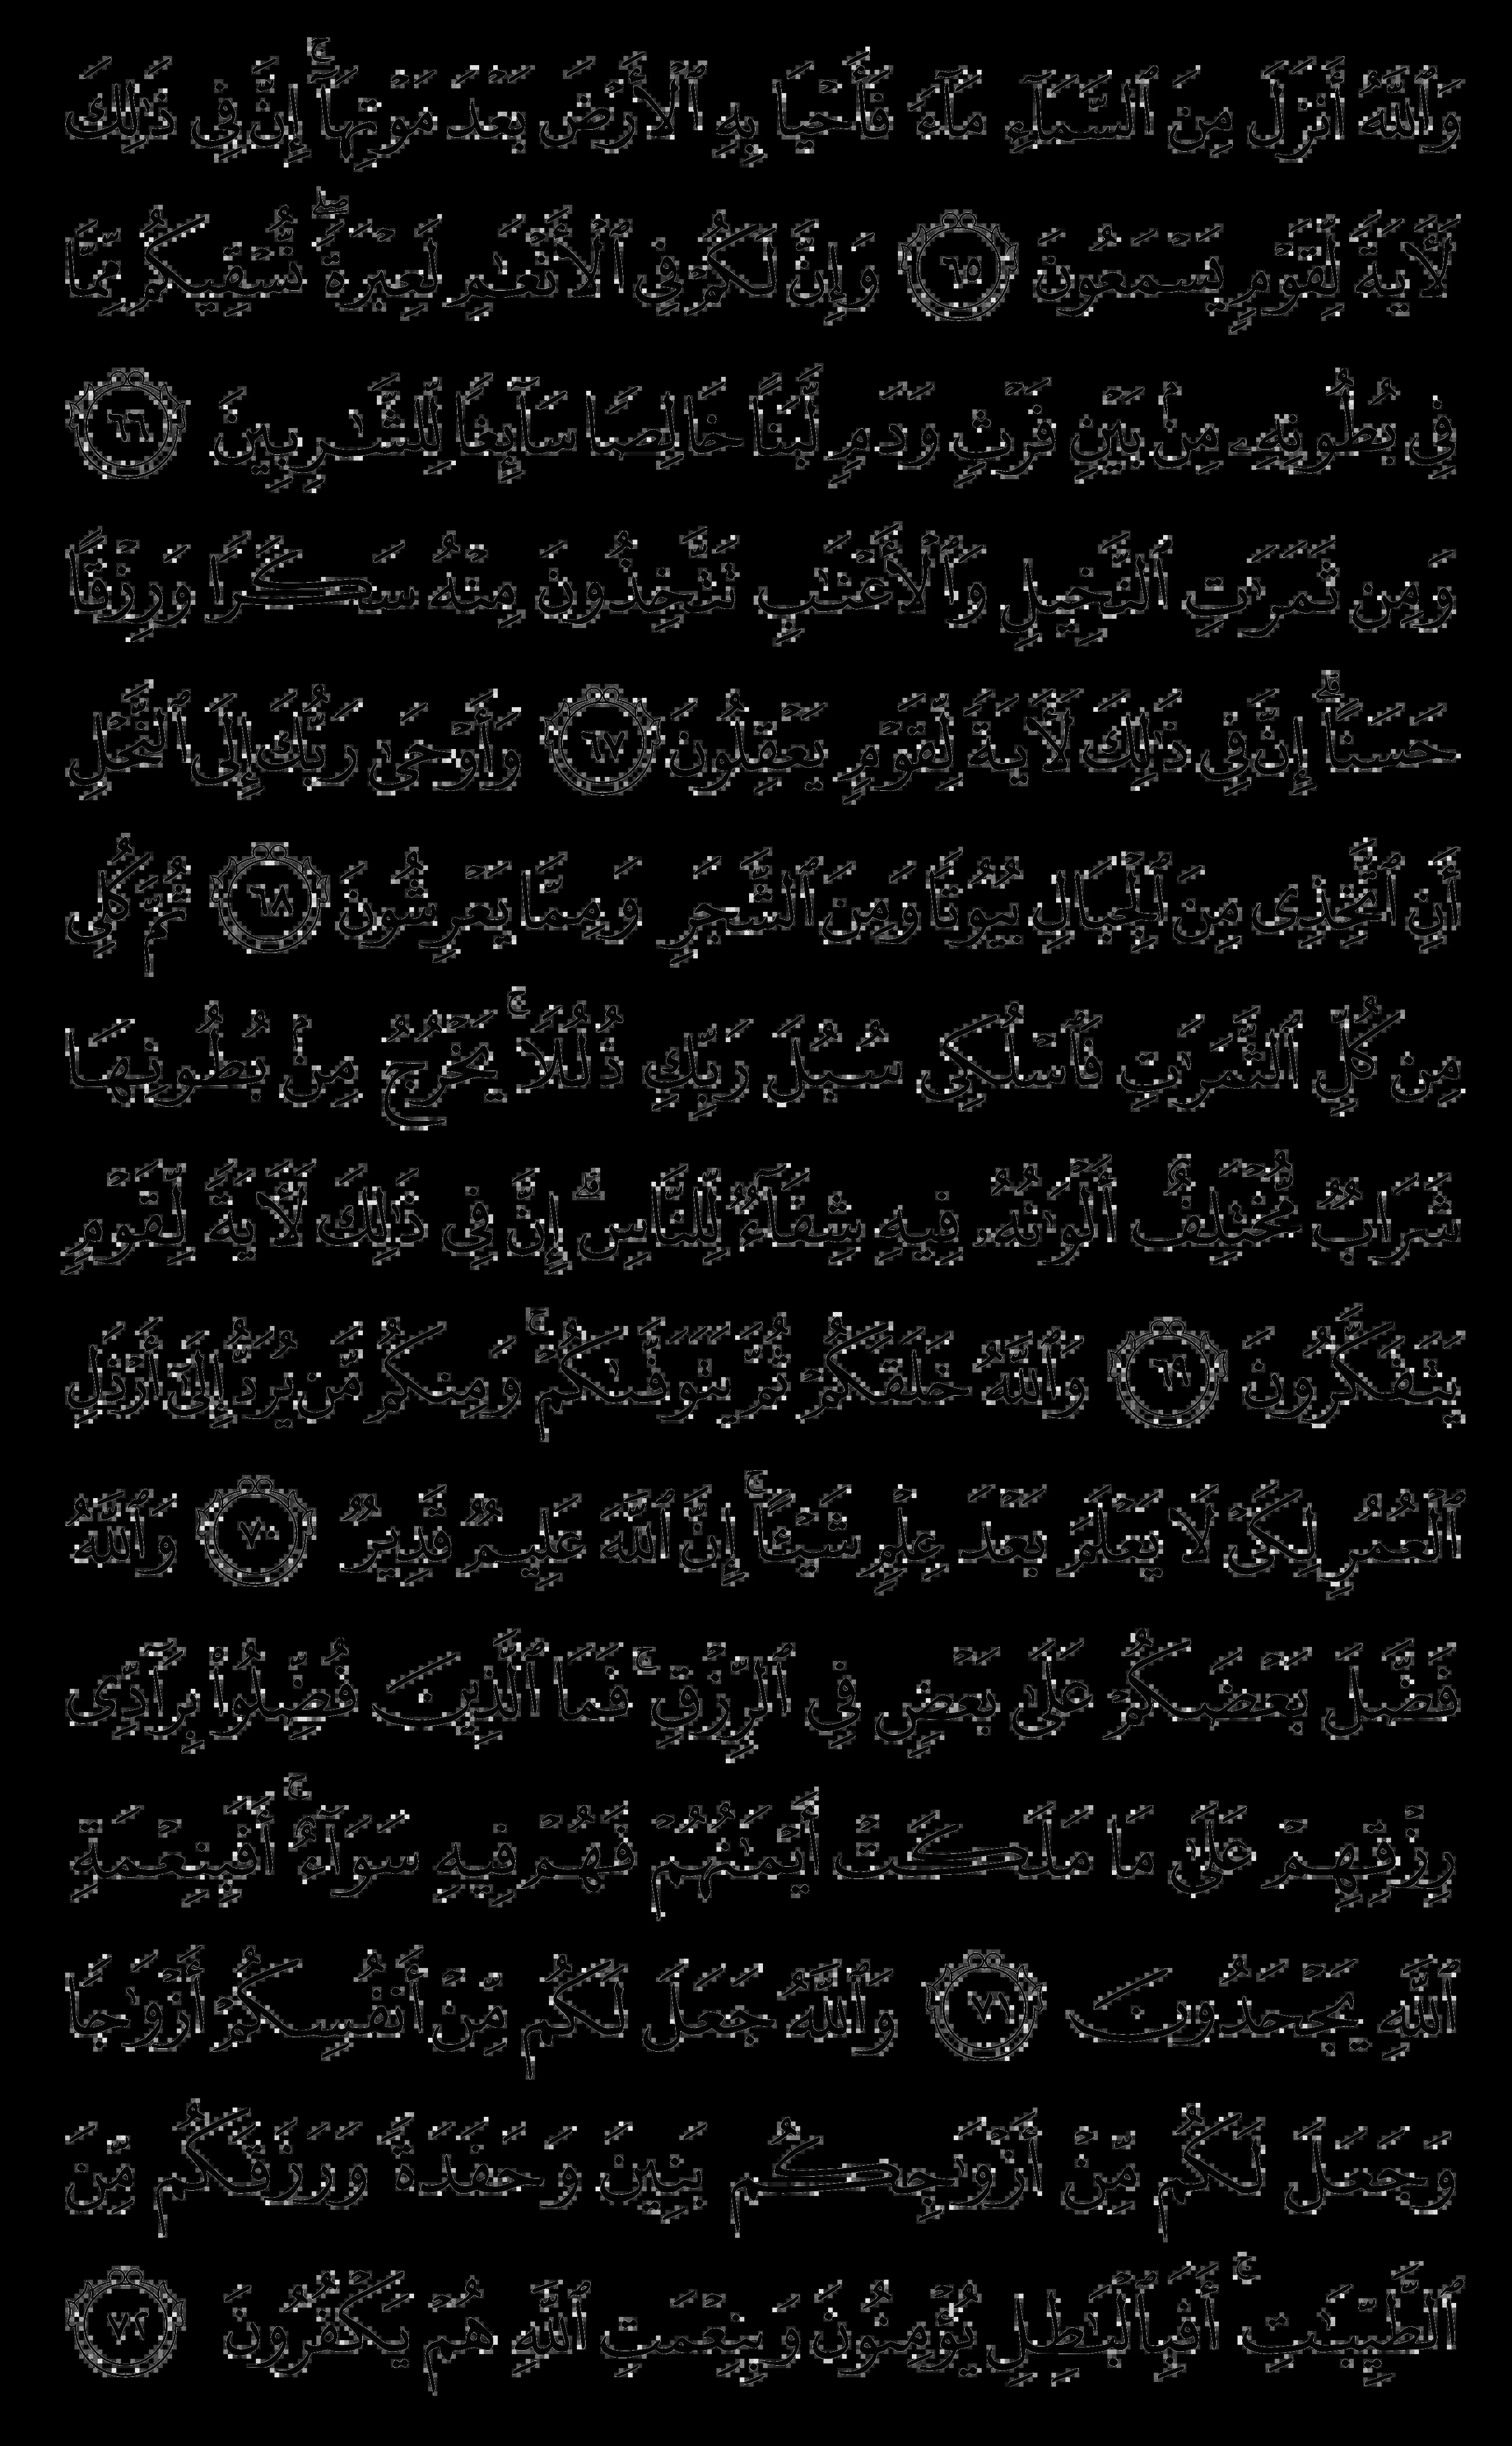 وَٱللَّهُ أَنزَلَ مِنَ ٱلسَّمَآءِ مَآءً فَأَحْيَا بِهِ ٱلْأَرْضَ بَعْدَ مَوْتِهَآ ۚ إِنَّ فِى ذَٰلِكَ
لَـَٔايَةً لِّقَوْمٍ يَسْمَعُونَ ٦٥ وَإِنَّ لَكُمْ فِى ٱلْأَنْعَٰمِ لَعِبْرَةً ۖ نُّسْقِيكُم مِّمَّا
فِى بُطُونِهِۦ مِنۢ بَيْنِ فَرْثٍ وَدَمٍ لَّبَنًا خَالِصًا سَآئِغًا لِّلشَّٰرِبِينَ ٦٦
وَمِن ثَمَرَٰتِ ٱلنَّخِيلِ وَٱلْأَعْنَٰبِ تَتَّخِذُونَ مِنْهُ سَكَرًا وَرِزْقًا
حَسَنًا ۗ إِنَّ فِى ذَٰلِكَ لَـَٔايَةً لِّقَوْمٍ يَعْقِلُونَ ٦٧ وَأَوْحَىٰ رَبُّكَ إِلَى ٱلنَّحْلِ
أَنِ ٱتَّخِذِى مِنَ ٱلْجِبَالِ بُيُوتًا وَمِنَ ٱلشَّجَرِ وَمِمَّا يَعْرِشُونَ ٦٨ ثُمَّ كُلِى
مِن كُلِّ ٱلثَّمَرَٰتِ فَٱسْلُكِى سُبُلَ رَبِّكِ ذُلُلًا ۚ يَخْرُجُ مِنۢ بُطُونِهَا
شَرَابٌ مُّخْتَلِفٌ أَلْوَٰنُهُۥ فِيهِ شِفَآءٌ لِّلنَّاسِ ۗ إِنَّ فِى ذَٰلِكَ لَـَٔايَةً لِّقَوْمٍ
يَتَفَكَّرُونَ ٦٩ وَٱللَّهُ خَلَقَكُمْ ثُمَّ يَتَوَفَّىٰكُمْ ۚ وَمِنكُم مَّن يُرَدُّ إِلَىٰٓ أَرْذَلِ
ٱلْعُمُرِ لِكَىْ لَا يَعْلَمَ بَعْدَ عِلْمٍ شَيْـًٔا ۚ إِنَّ ٱللَّهَ عَلِيمٌ قَدِيرٌ ٧٠ وَٱللَّهُ
فَضَّلَ بَعْضَكُمْ عَلَىٰ بَعْضٍ فِى ٱلرِّزْقِ ۚ فَمَا ٱلَّذِينَ فُضِّلُوا۟ بِرَآدِّى
رِزْقِهِمْ عَلَىٰ مَا مَلَكَتْ أَيْمَٰنُهُمْ فَهُمْ فِيهِ سَوَآءٌ ۚ أَفَبِنِعْمَةِ
ٱللَّهِ يَجْحَدُونَ ٧١ وَٱللَّهُ جَعَلَ لَكُم مِّنْ أَنفُسِكُمْ أَزْوَٰجًا
وَجَعَلَ لَكُم مِّنْ أَزْوَٰجِكُم بَنِينَ وَحَفَدَةً وَرَزَقَكُم مِّنَ
ٱلطَّيِّبَٰتِ ۚ أَفَبِٱلْبَٰطِلِ يُؤْمِنُونَ وَبِنِعْمَتِ ٱللَّهِ هُمْ يَكْفُرُونَ ٧٢